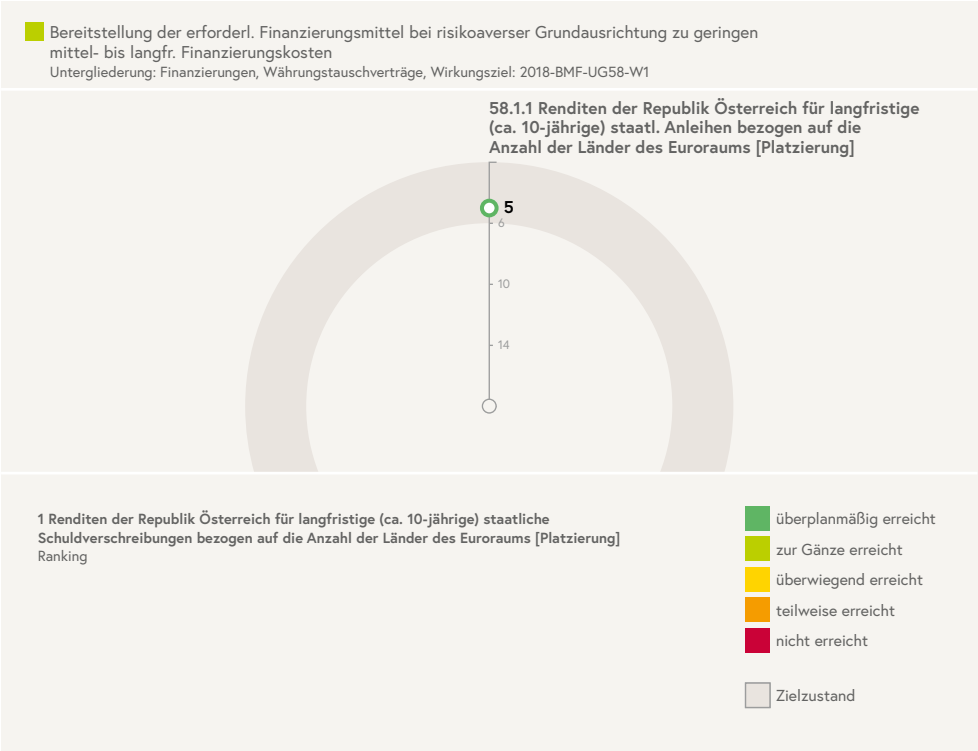 Bereitstellung der erforderl. Finanzierungsmittel bei risikoaverser Grundausrichtung zu geringen
mittel- bis langfr. Finanzierungskosten
Untergliederung: Finanzierungen, Währungstauschverträge, Wirkungsziel: 2018-BMF-UG58-W1
58.1.1 Renditen der Republik Österreich für langfristige
(ca. 10-jährige) staatl. Anleihen bezogen auf die
Anzahl der Länder des Euroraums [Platzierung]
5
6
10
14
1 Renditen der Republik Österreich für langfristige (ca. 10-jährige) staatliche
Schuldverschreibungen bezogen auf die Anzahl der Länder des Euroraums [Platzierung]
Ranking
überplanmäßig erreicht
zur Gänze erreicht
überwiegend erreicht
teilweise erreicht
nicht erreicht
Zielzustand